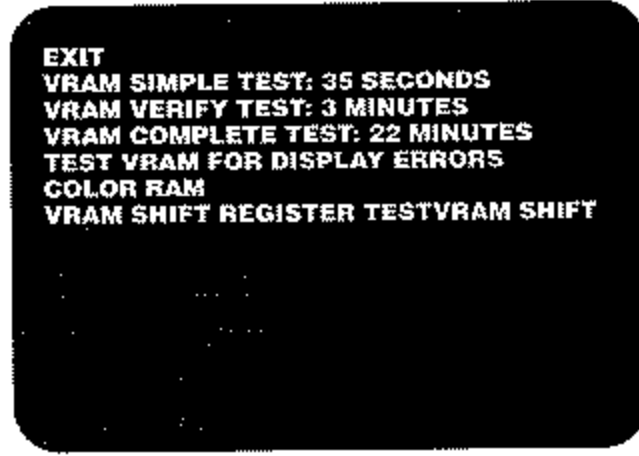 EXIT
VRAM SIMPLE TEST: 35 SECONDS
VRAM VERIFY TEST: 3 MINUTES
VRAM COMPLETE TEST: 22 MINUTES
TEST VRAM FOR DISPLAY ERRORS
COLOR RAM
VRAM SHIFT REGISTER TESTVRAM SHIFT